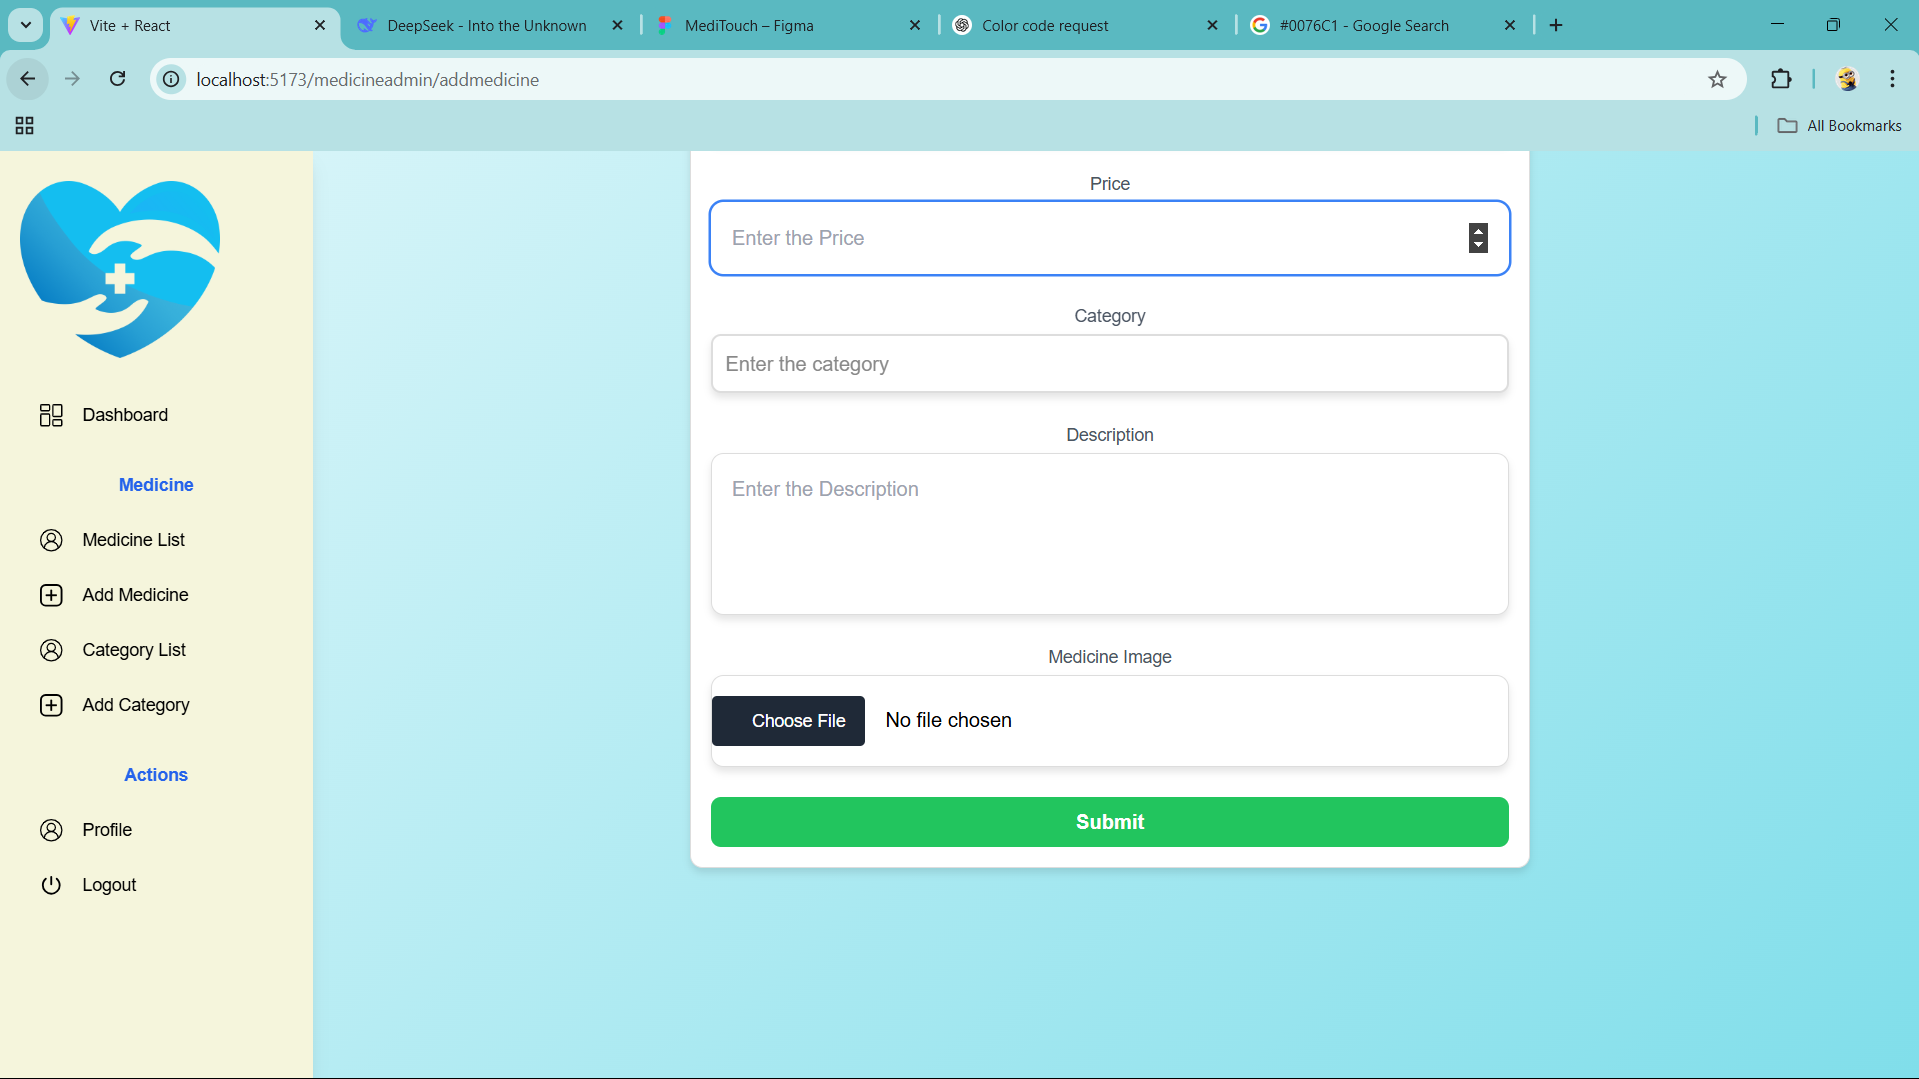 Vite + React
DeepSeek - Into the Unknown
MediTouch – Figma
Color code request
#0076C1 - Google Search
localhost:5173/medicineadmin/addmedicine
All Bookmarks
Dashboard
Medicine
Medicine List
Add Medicine
Category List
Add Category
Actions
Profile
Logout
Price
Enter the Price
Category
Enter the category
Description
Enter the Description
Medicine Image
Choose File No file chosen
Submit